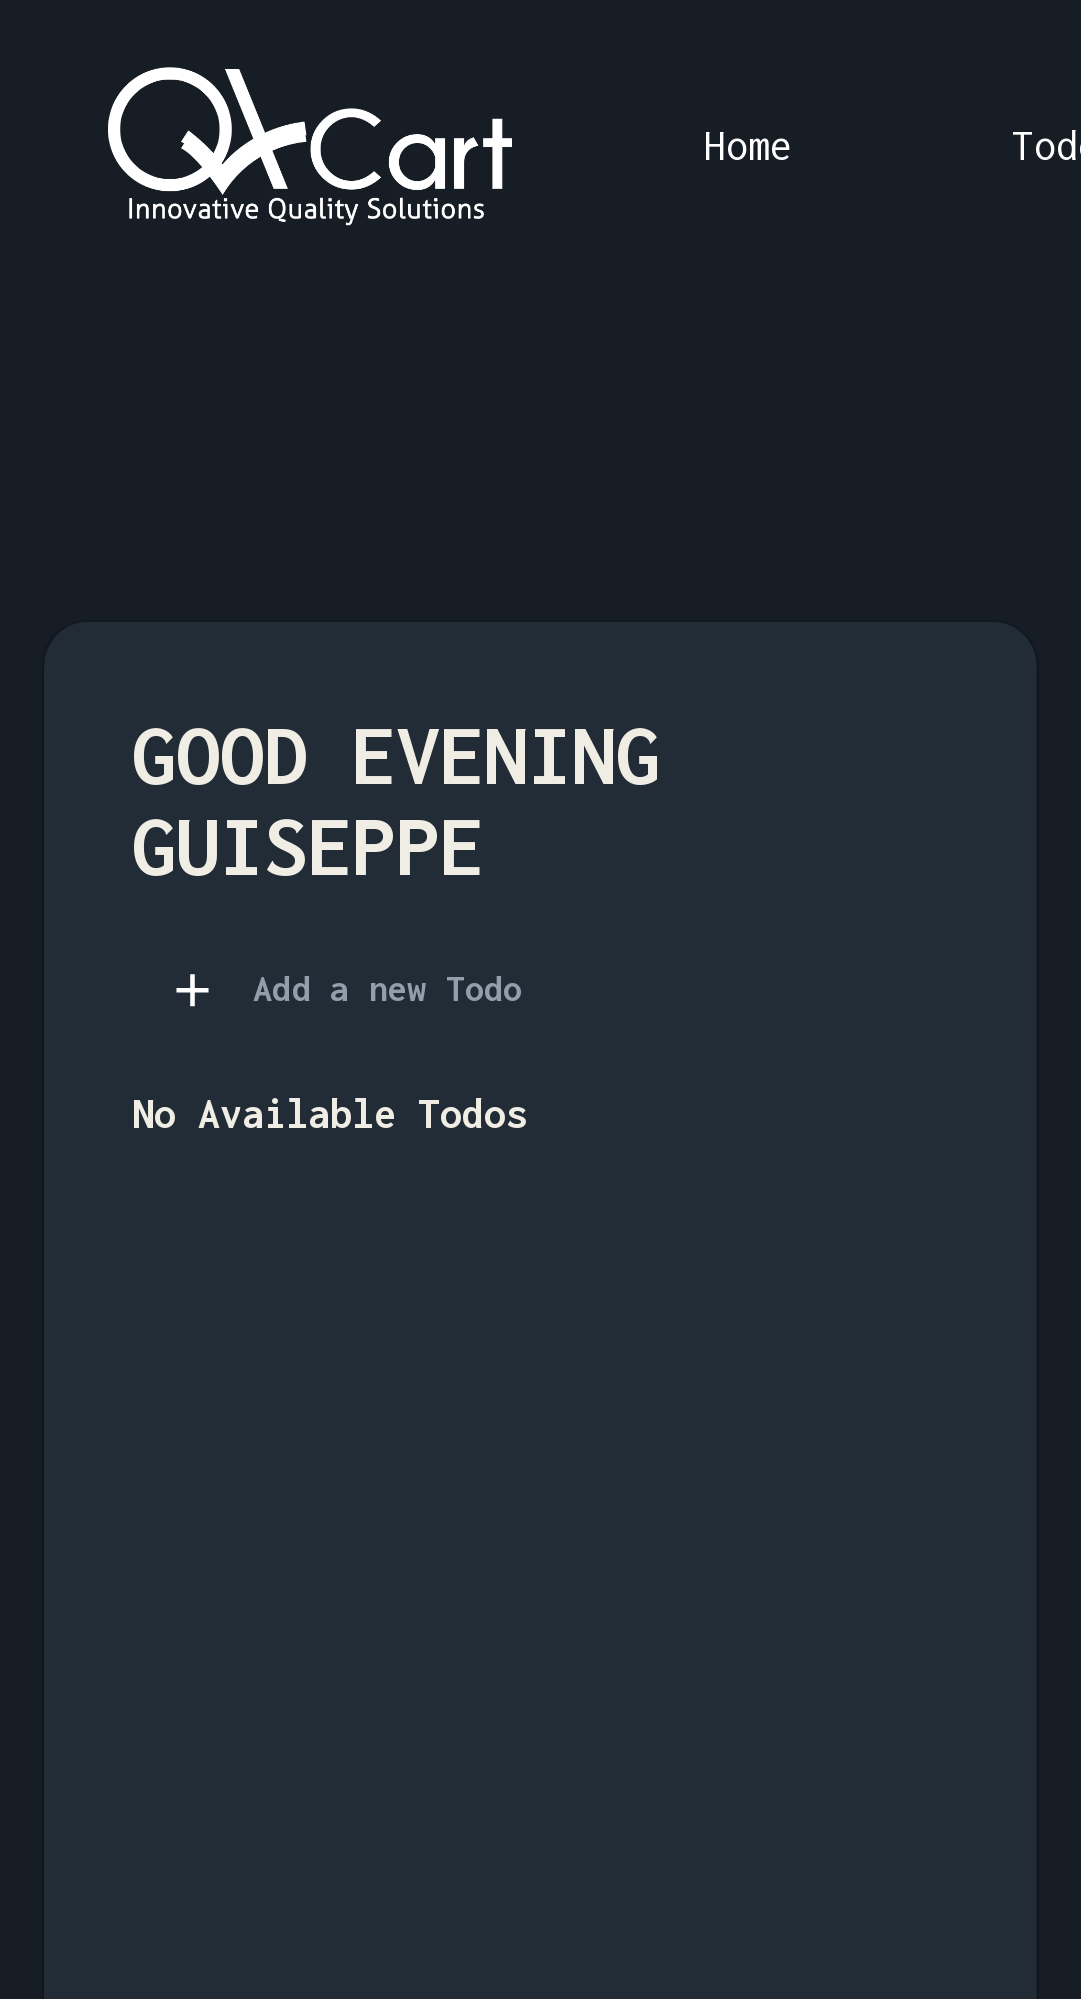 QACart
Home
Innovative Quality Solutions
GOOD EVENING
GUISEPPE
Add a new Todo
No Available Todos